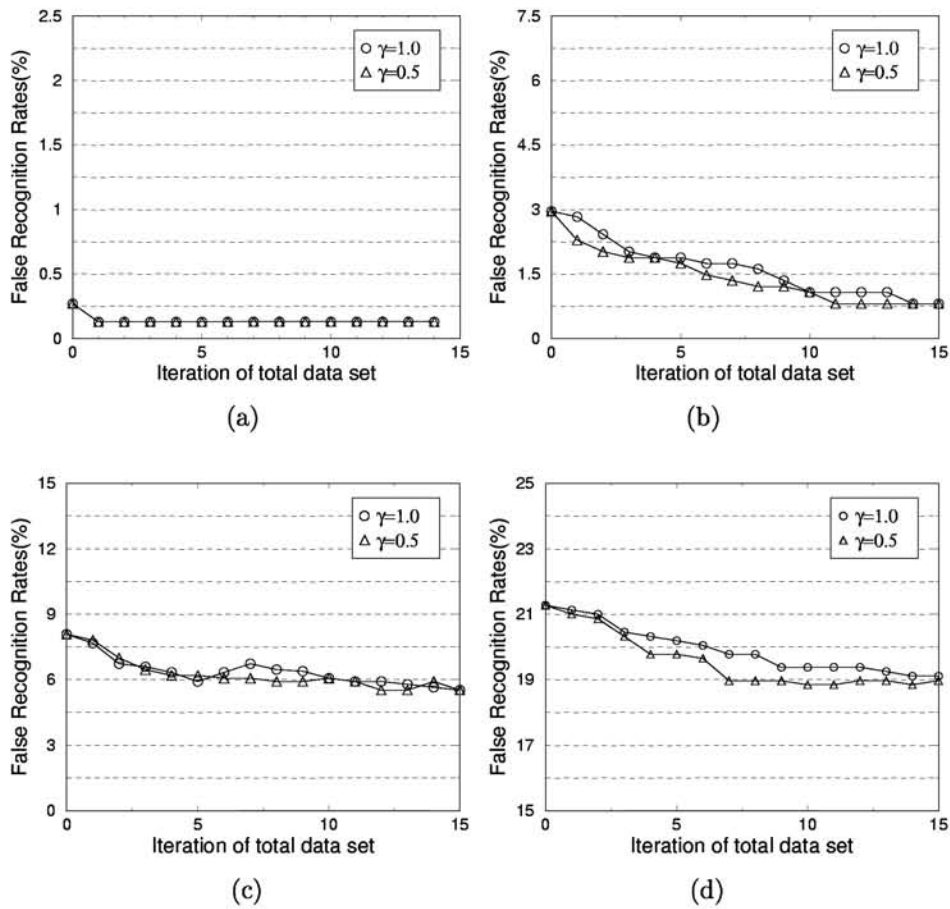 2.5
2
1.5
1
0.5
0
False Recognition Rates(%)
γ=1.0
γ=0.5
0
5
10
15
Iteration of total data set
(a)
7.5
6
4.5
3
1.5
0
False Recognition Rates(%)
γ=1.0
γ=0.5
0
5
10
15
Iteration of total data set
(b)
15
12
9
6
3
0
False Recognition Rates(%)
γ=1.0
γ=0.5
0
5
10
15
Iteration of total data set
(c)
25
23
21
19
17
15
False Recognition Rates(%)
γ=1.0
γ=0.5
0
5
10
15
Iteration of total data set
(d)